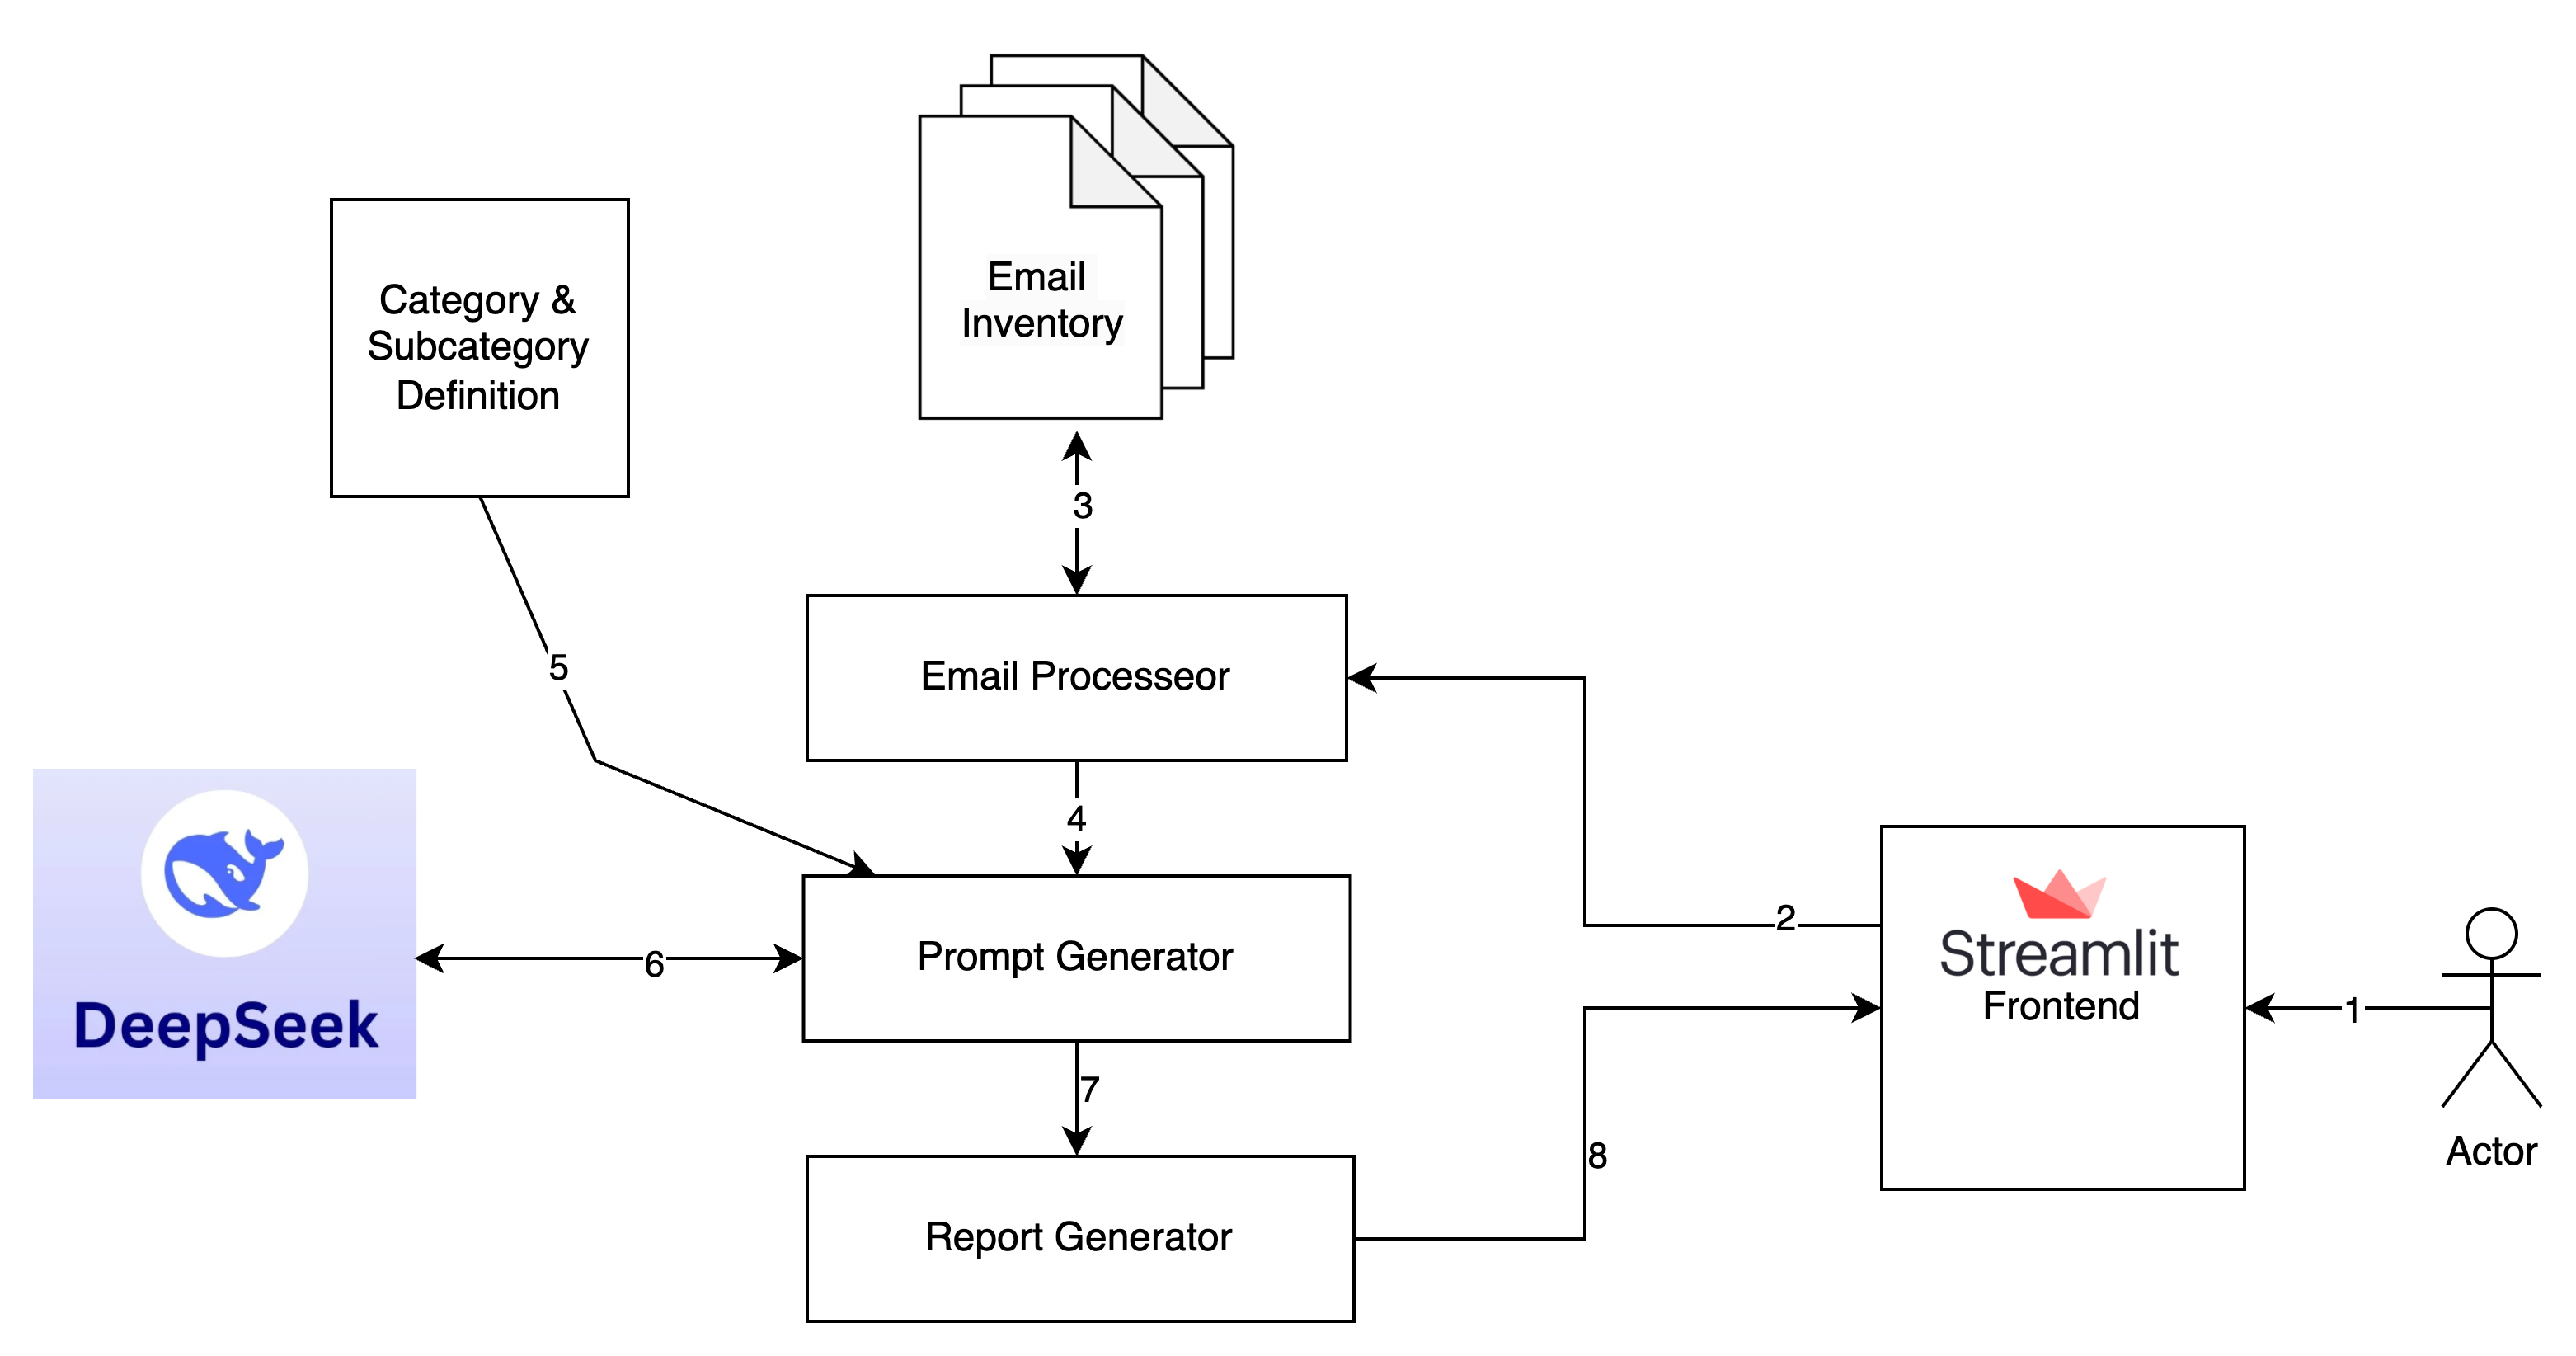 Email
Inventory
Category &
Subcategory
Definition
3
5
Email Processeor
4
2
DeepSeek
6
Prompt Generator
Streamlit
Frontend
1
7
8
Actor
Report Generator